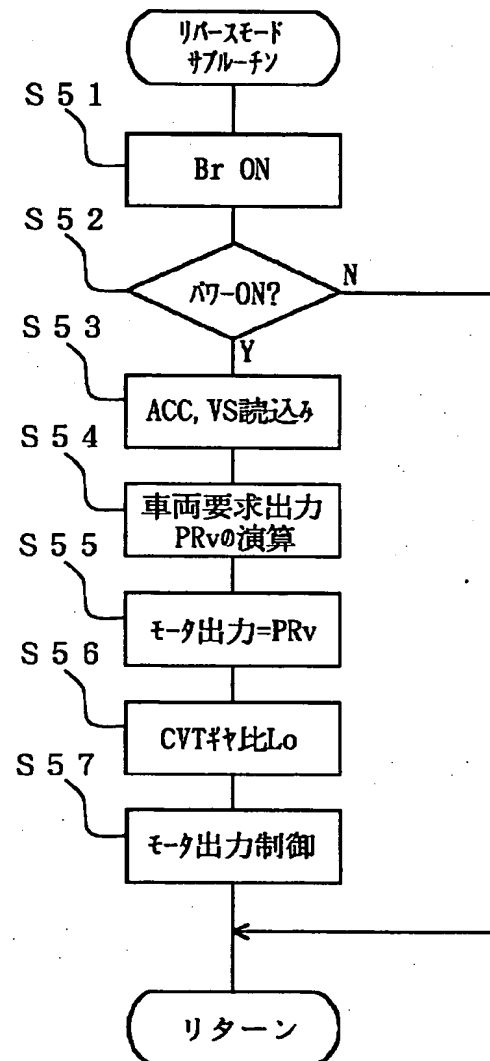 リバースモード
サブルーチン
S51
Br ON
S52
パワーON?
N
Y
S53
ACC, VS読込み
S54
車両要求出力
PRvの演算
S55
モータ出力=PRv
S56
CVTギヤ比Lo
S57
モータ出力制御
リターン